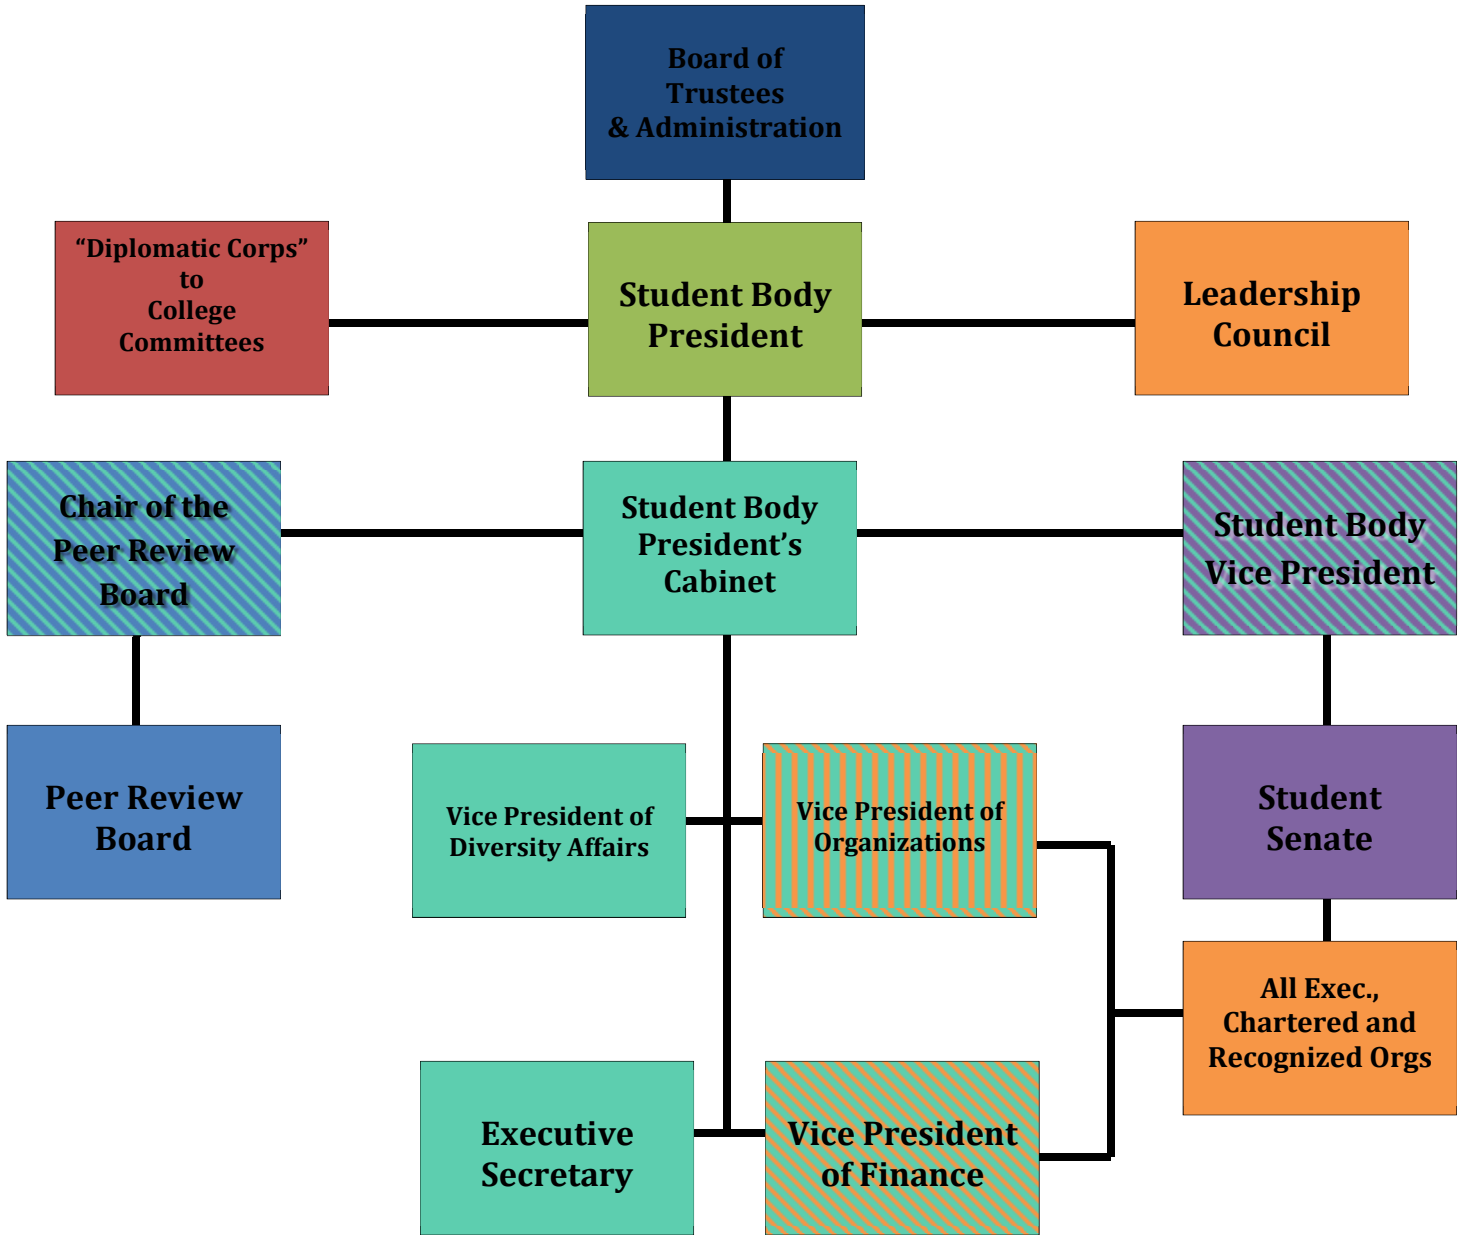 Board of
Trustees
& Administration
“Diplomatic Corps”
to
College
Committees
Student Body
President
Leadership
Council
Chair of the
Peer Review
Board
Student Body
President’s
Cabinet
Student Body
Vice President
Peer Review
Board
Vice President of
Diversity Affairs
Vice President of
Organizations
Student
Senate
All Exec.,
Chartered and
Recognized Orgs
Executive
Secretary
Vice President
of Finance